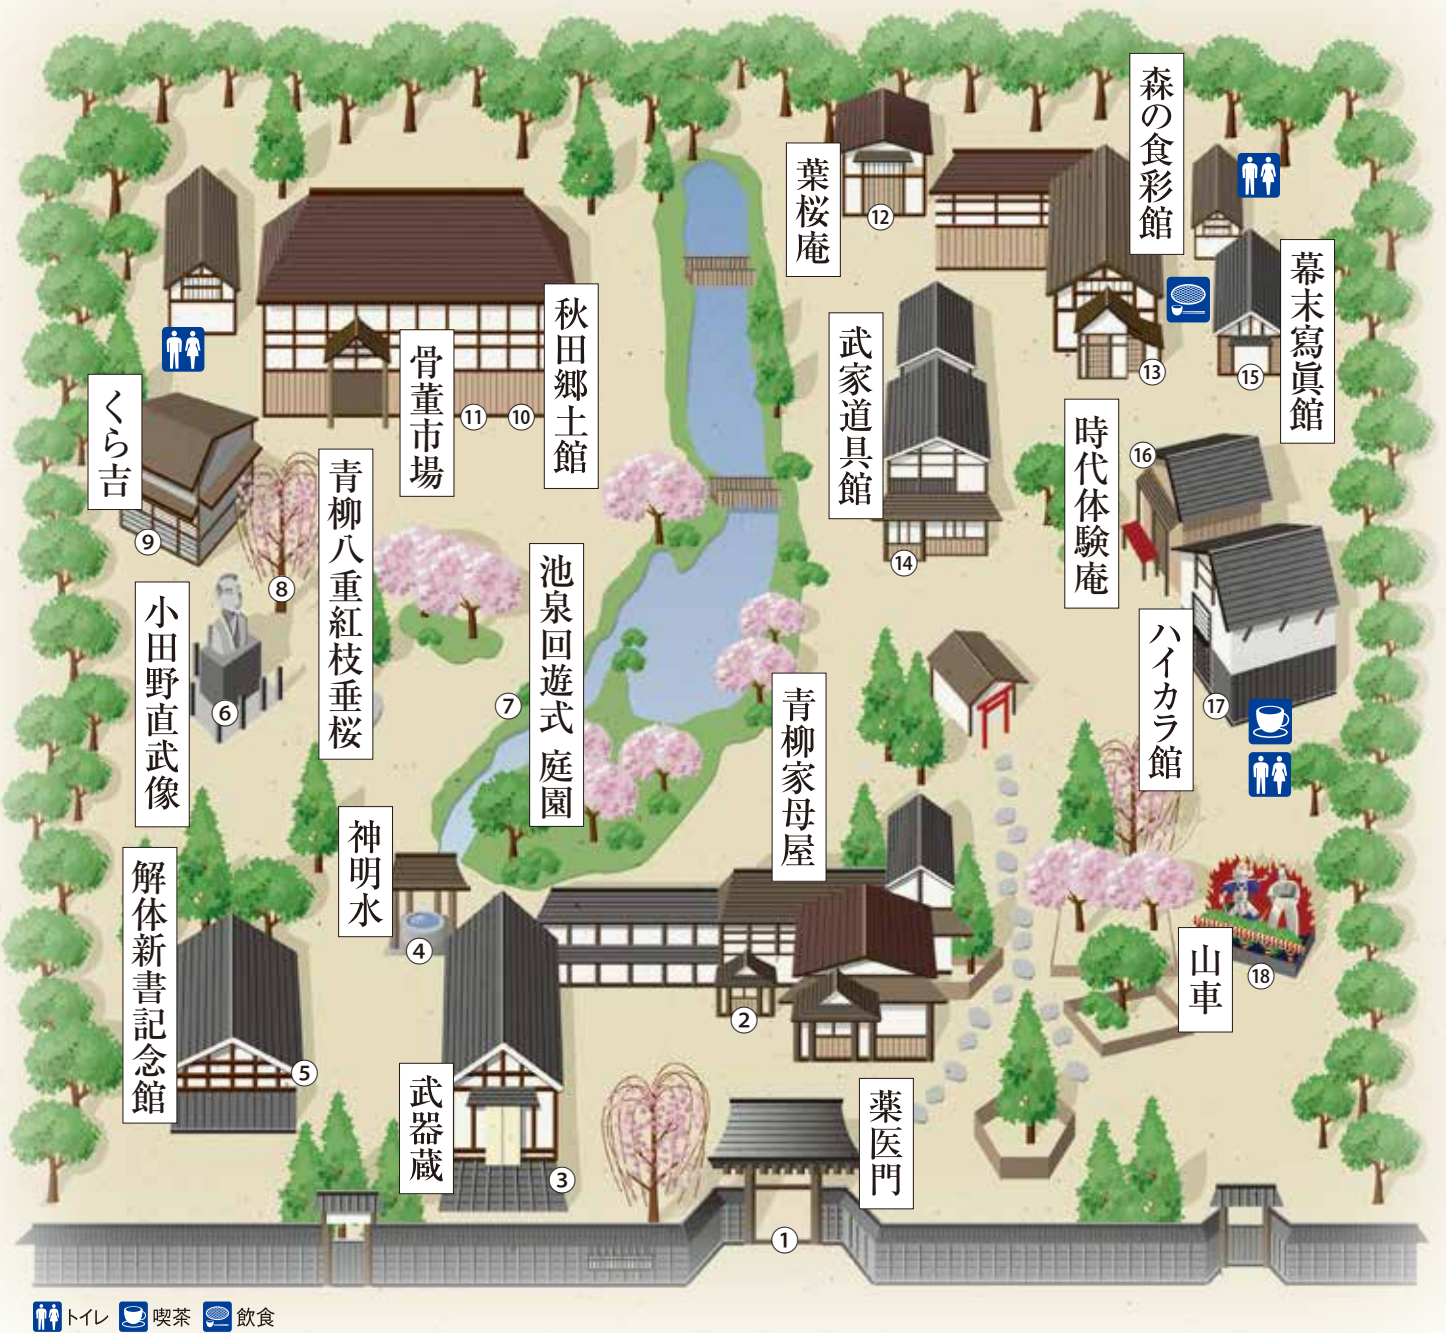 森の食彩館
葉桜庵
⑫
幕末寫眞館
秋田郷土館
武家道具館
骨董市場
⑬
⑮
くら吉
⑪
⑩
時代体験庵
⑯
青柳八重紅枝垂桜
⑨
池泉回遊式 庭園
⑭
⑧
小田野直武像
ハイカラ館
⑥
⑦
⑰
青柳家母屋
神明水
解体新書記念館
④
山車
⑱
②
⑤
武器蔵
薬医門
③
①
トイレ 喫茶 飲食